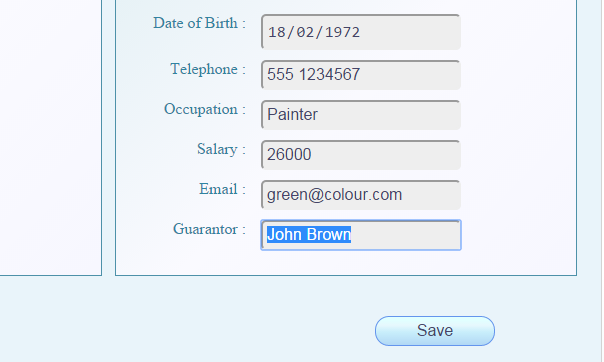 Date of Birth : 18/02/1972
Telephone : 555 1234567
Occupation : Painter
Salary : 26000
Email : green@colour.com
Guarantor : John Brown
Save